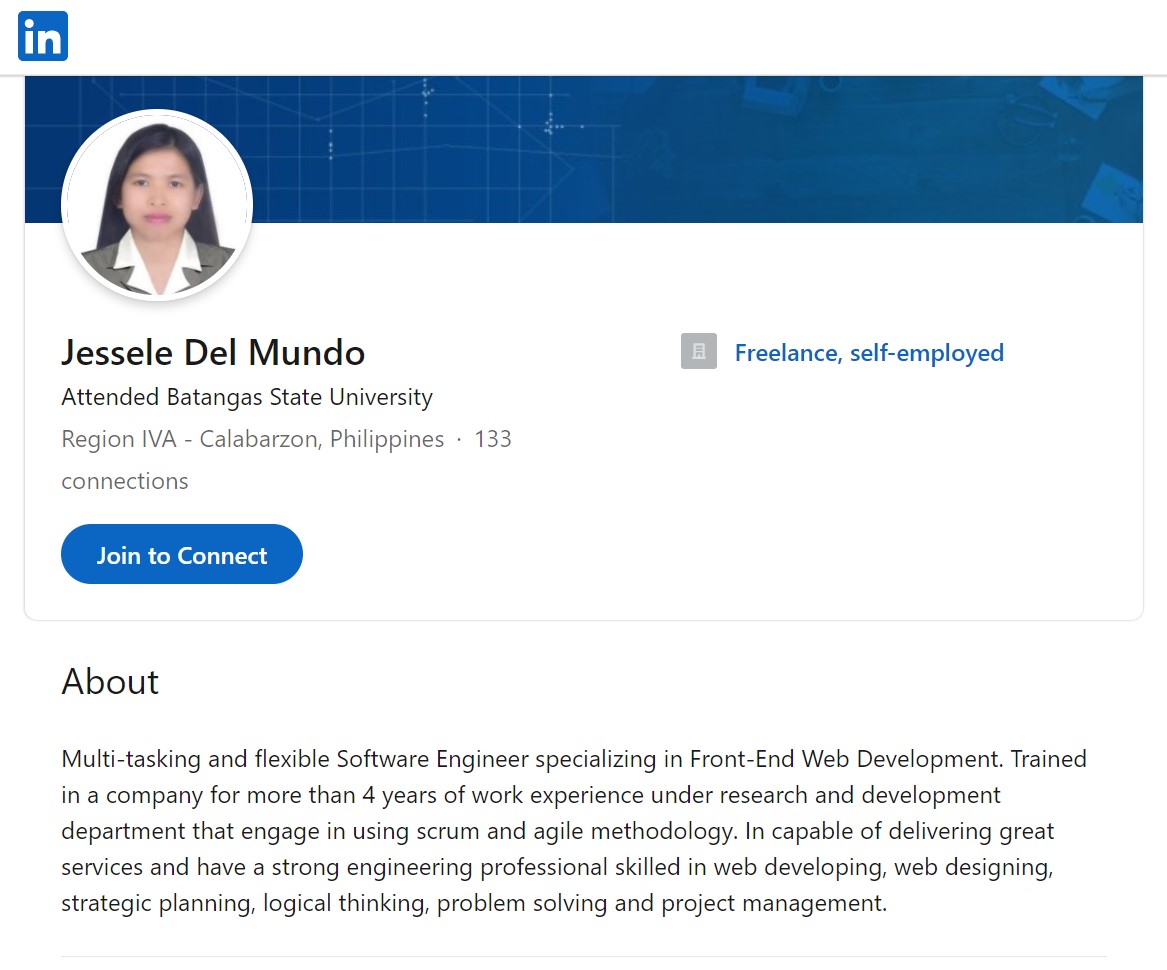 in
Jessele Del Mundo
Freelance, self-employed
Attended Batangas State University
Region IVA - Calabarzon, Philippines · 133
connections
Join to Connect
About
Multi-tasking and flexible Software Engineer specializing in Front-End Web Development. Trained
in a company for more than 4 years of work experience under research and development
department that engage in using scrum and agile methodology. In capable of delivering great
services and have a strong engineering professional skilled in web developing, web designing,
strategic planning, logical thinking, problem solving and project management.